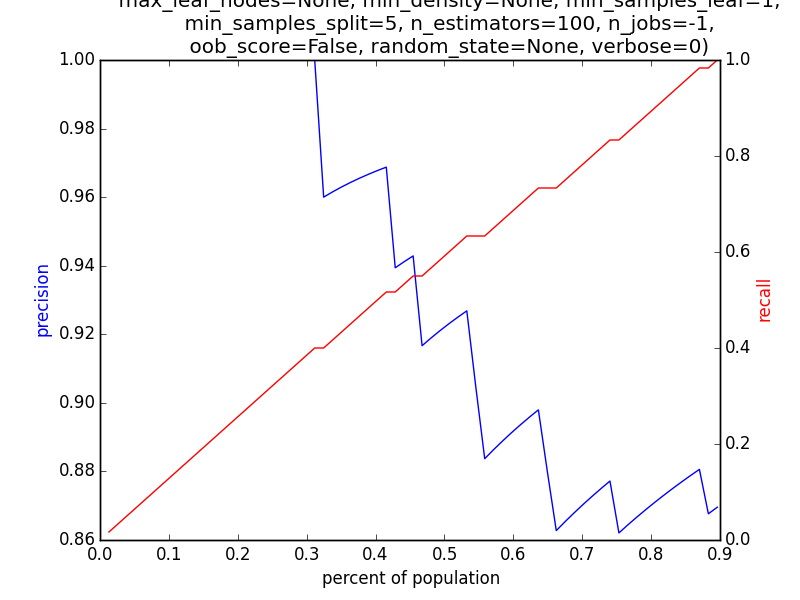 max_leaf_nodes=None, min_density=None, min_samples_leaf=1,
min_samples_split=5, n_estimators=100, n_jobs=-1,
oob_score=False, random_state=None, verbose=0)
1.00
0.98
0.96
0.94
0.92
0.90
0.88
0.86
precision
1.0
0.8
0.6
0.4
0.2
0.0
recall
0.0 0.1 0.2 0.3 0.4 0.5 0.6 0.7 0.8 0.9
percent of population